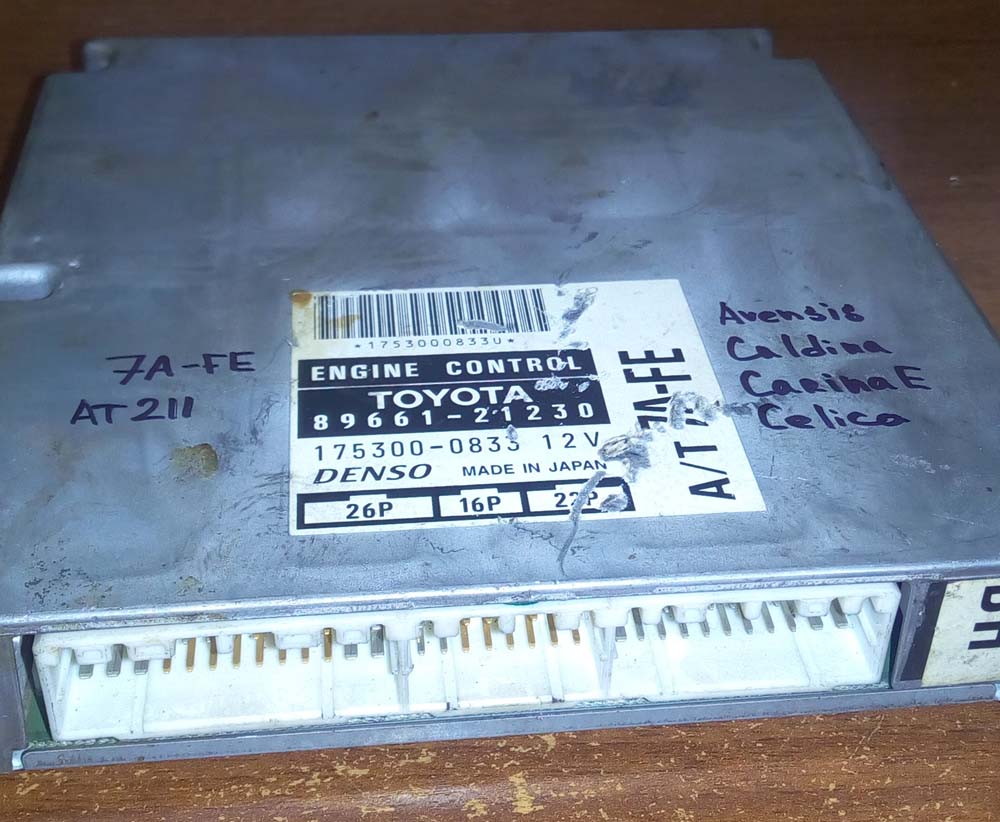 *1753000833U*
ENGINE CONTROL
TOYOTA
89661-21230
175300-0833 12V
DENSO MADE IN JAPAN
26P 16P 22P
7A-FE
A/T
7A-FE
AT211
Avensis
Caldina
Carina E
Celica